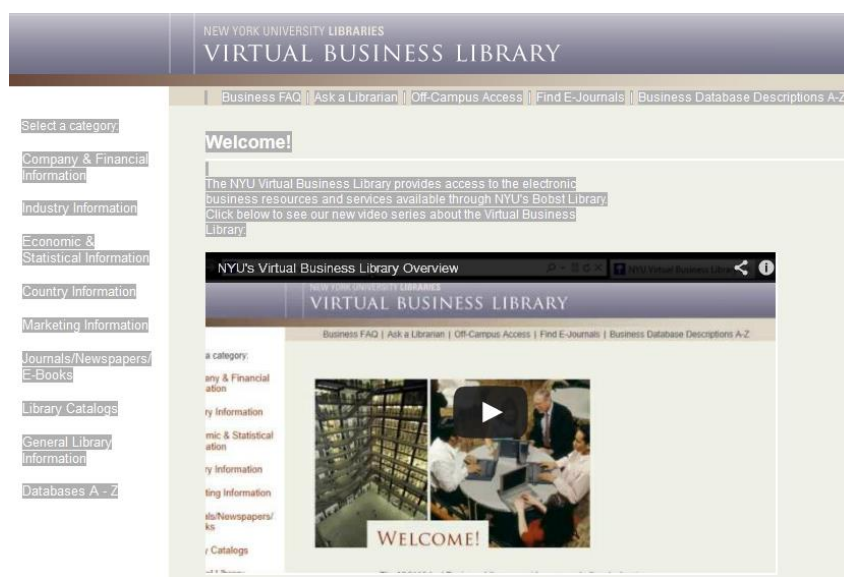 NEW YORK UNIVERSITY LIBRARIES
VIRTUAL BUSINESS LIBRARY
Business FAQ | Ask a Librarian | Off-Campus Access | Find E-Journals | Business Database Descriptions A-Z
Select a category:
Company & Financial
Information
Industry Information
Economic &
Statistical Information
Country Information
Marketing Information
Journals/Newspapers/
E-Books
Library Catalogs
General Library
Information
Databases A - Z
Welcome!
The NYU Virtual Business Library provides access to the electronic
business resources and services available through NYU's Bobst Library.
Click below to see our new video series about the Virtual Business
Library:
NYU's Virtual Business Library Overview
NYU Virtual Business Libra
NEW YORK UNIVERSITY LIBRARIES
VIRTUAL BUSINESS LIBRARY
Business FAQ | Ask a Librarian | Off-Campus Access | Find E-Journals | Business Database Descriptions A-Z
a category:
any & Financial
ation
ry Information
mic & Statistical
ation
ry Information
ting Information
als/Newspapers/
ks
y Catalogs
WELCOME!